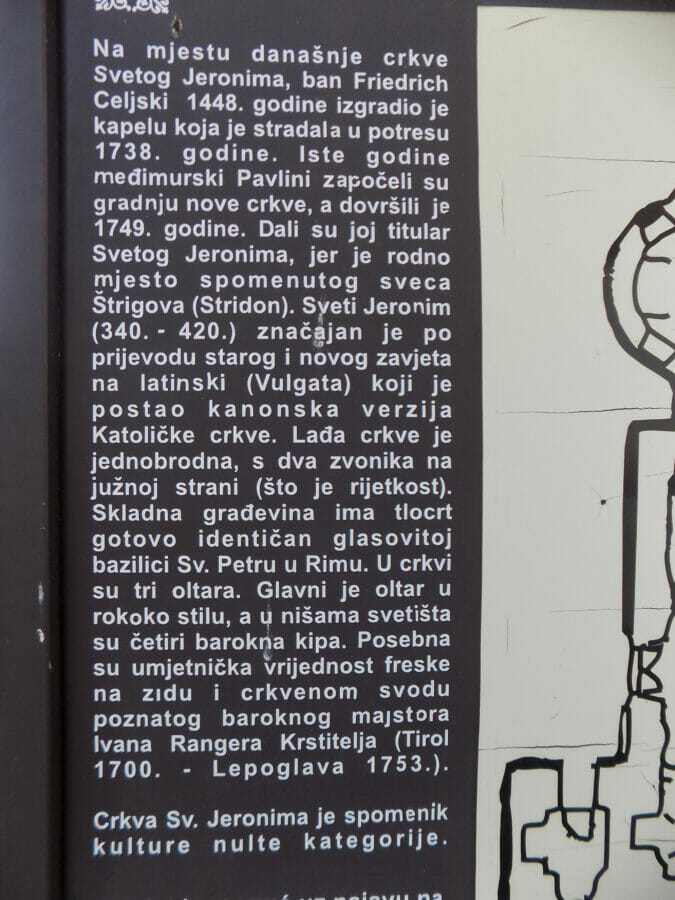 Na mjestu današnje crkve
Svetog Jeronima, ban Friedrich
Celjski 1448. godine izgradio je
kapelu koja je stradala u potresu
1738. godine. Iste godine
međimurski Pavlini započeli su
gradnju nove crkve, a dovršili je
1749. godine. Dali su joj titular
Svetog Jeronima, jer je rodno
mjesto spomenutog sveca
Štrigova (Stridon). Sveti Jeronim
(340. - 420.) značajan je po
prijevodu starog i novog zavjeta
na latinski (Vulgata) koji je
postao kanonska verzija
Katoličke crkve. Lađa crkve je
jednobrodna, s dva zvonika na
južnoj strani (što je rijetkost).
Skladna građevina ima tlocrt
gotovo identičan glasovitoj
bazilici Sv. Petru u Rimu. U crkvi
su tri oltara. Glavni je oltar u
rokoko stilu, a u nišama svetišta
su četiri barokna kipa. Posebna
su umjetnička vrijednost freske
na zidu i crkvenom svodu
poznatog baroknog majstora
Ivana Rangera Krstitelja (Tirol
1700. - Lepoglava 1753.).
Crkva Sv. Jeronima je spomenik
kulture nulte kategorije.
uz pojavu na